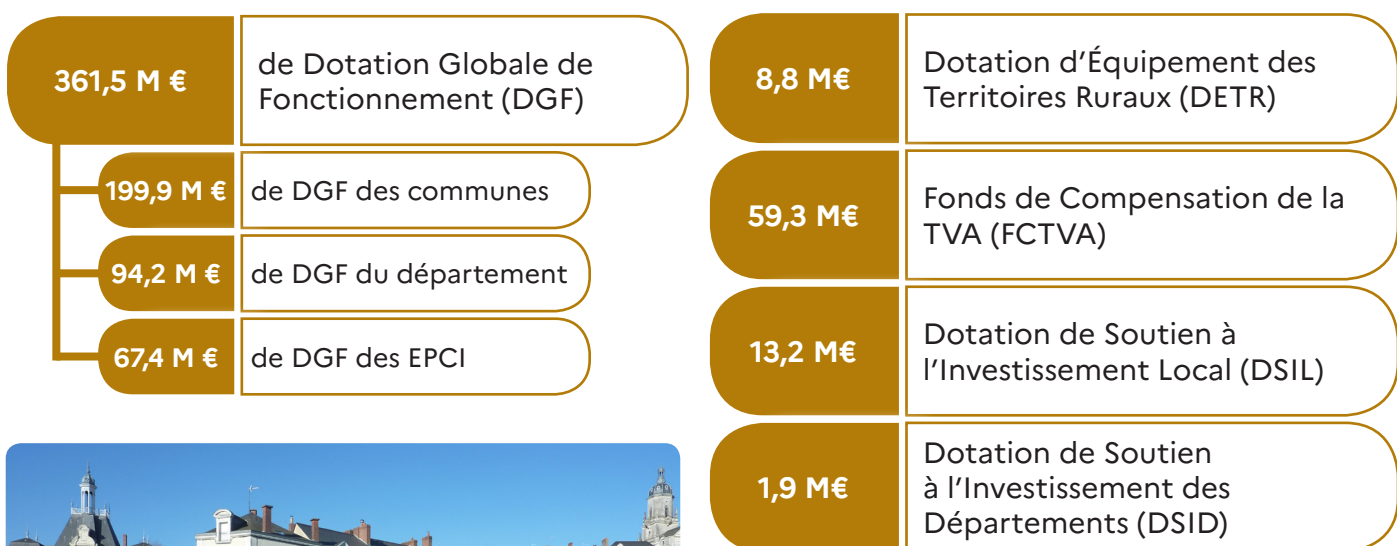 361,5 M €
de Dotation Globale de
Fonctionnement (DGF)
199,9 M €
de DGF des communes
94,2 M €
de DGF du département
67,4 M €
de DGF des EPCI
8,8 M€
Dotation d’Équipement des
Territoires Ruraux (DETR)
59,3 M€
Fonds de Compensation de la
TVA (FCTVA)
13,2 M€
Dotation de Soutien à
l’Investissement Local (DSIL)
1,9 M€
Dotation de Soutien
à l’Investissement des
Départements (DSID)